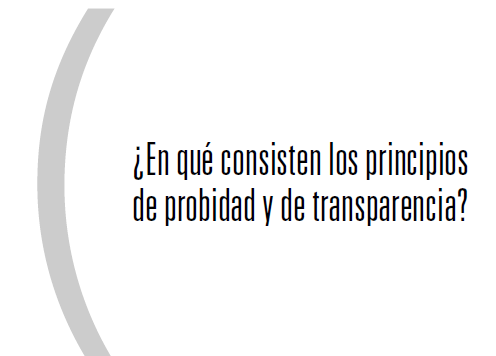 ¿En qué consisten los principios
de probidad y de transparencia?